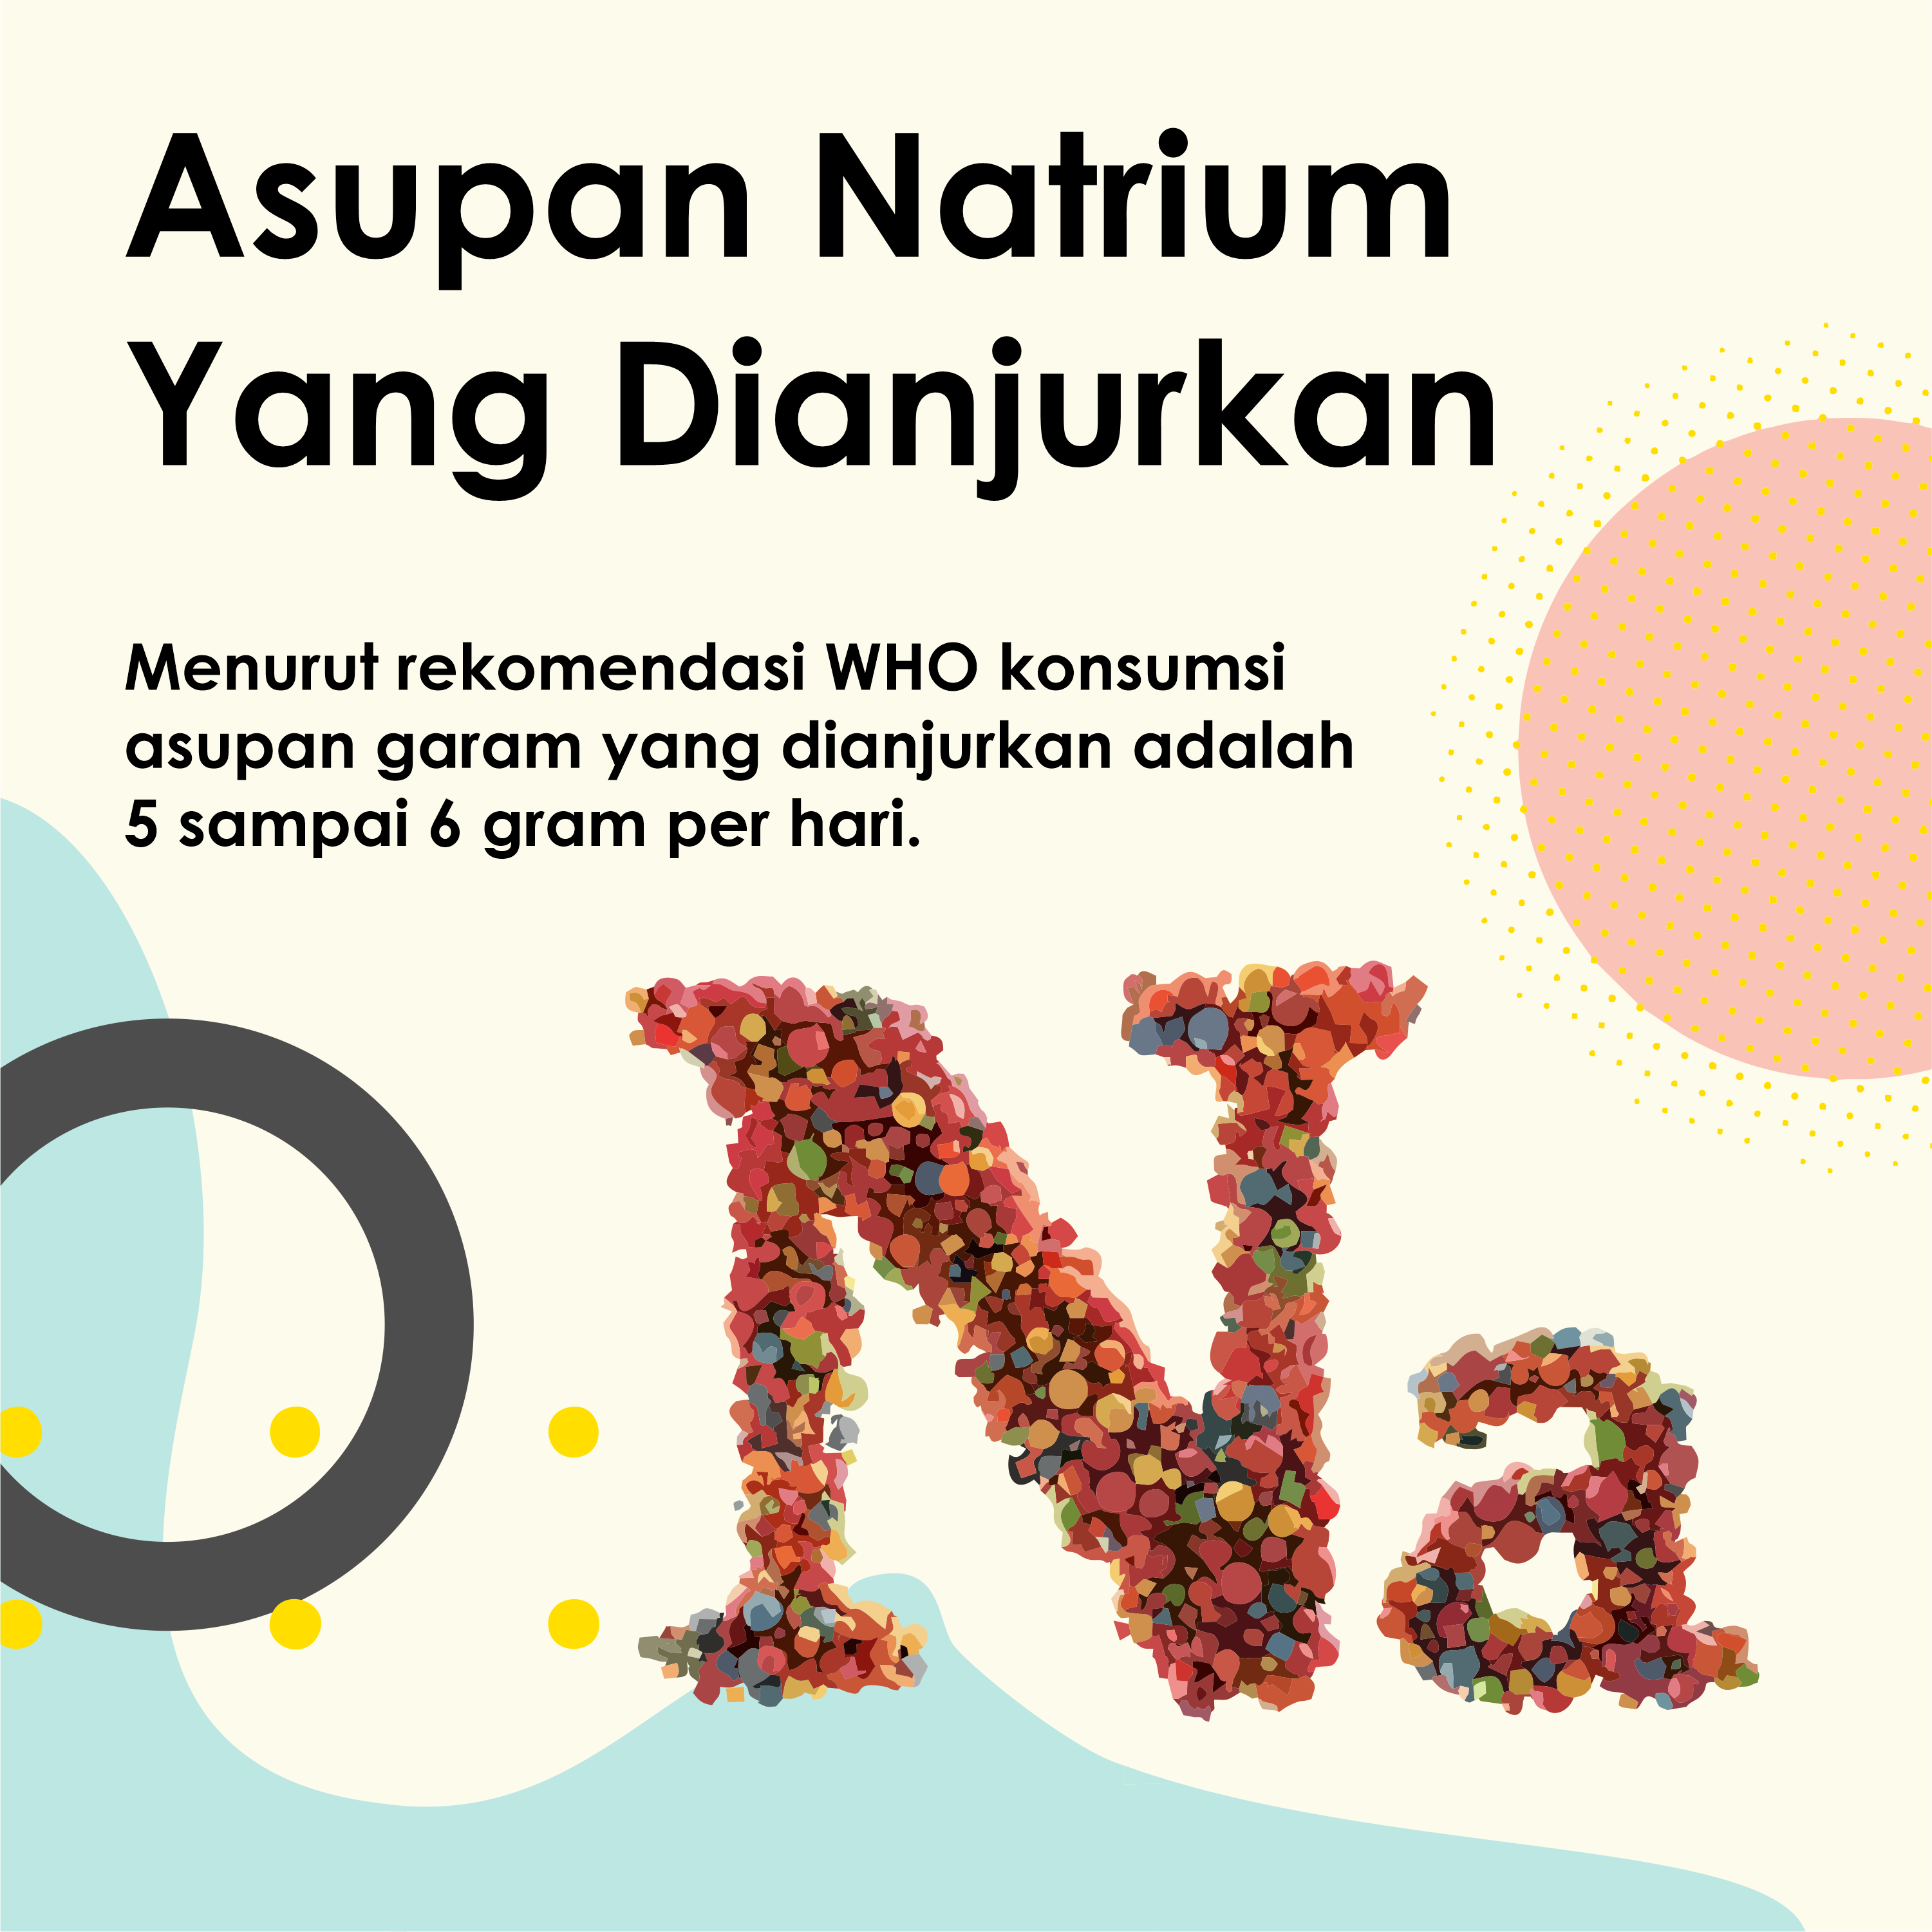 Asupan Natrium
Yang Dianjurkan
Menurut rekomendasi WHO konsumsi
asupan garam yang dianjurkan adalah
5 sampai 6 gram per hari.
Na